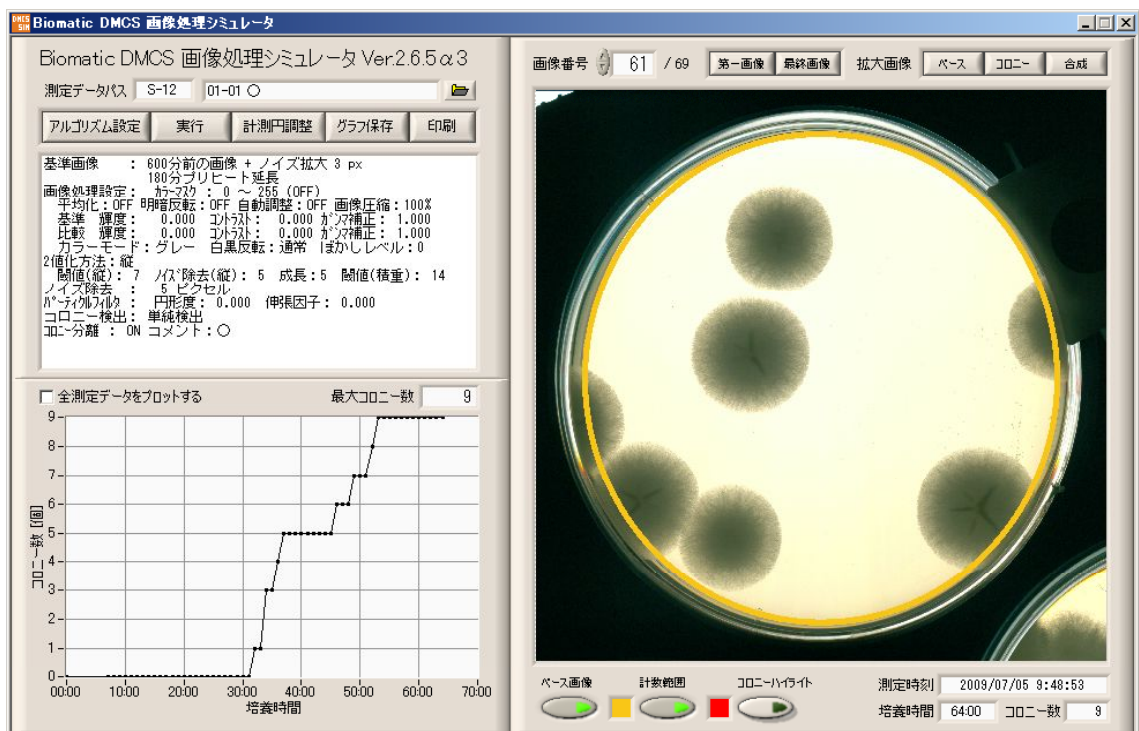 DMCS SIM Biomatic DMCS 画像処理シミュレータ
Biomatic DMCS 画像処理シミュレータ Ver.2.6.5α3
測定データパス S-12 01-01 ○
アルゴリズム設定 実行 計測円調整 グラフ保存 印刷
基準画像 : 600分前の画像 + ノイズ拡大 3 px
180分プリヒート延長
画像処理設定: カラーマスク : 0 ～ 255 (OFF)
平均化:OFF 明暗反転:OFF 自動調整:OFF 画像圧縮:100%
基準 輝度: 0.000 コントラスト: 0.000 ガンマ補正: 1.000
比較 輝度: 0.000 コントラスト: 0.000 ガンマ補正: 1.000
カラーモード:グレー 白黒反転:通常 ぼかしレベル:0
2値化方法:縦
閾値(縦): 7 ノイズ除去(縦): 5 成長:5 閾値(積重): 14
ノイズ除去 : 5 ピクセル
パーティクルフィルタ : 円形度: 0.000 伸張因子: 0.000
コロニー検出: 単純検出
コロニー分離 : ON コメント:○
全測定データをプロットする 最大コロニー数 9
9
8
7
6
5
4
3
2
1
0
コロニー数 [個]
00:00 10:00 20:00 30:00 40:00 50:00 60:00 70:00
培養時間
画像番号 61 / 69 第一画像 最終画像 拡大画像 ベース コロニー 合成
ベース画像 計数範囲 コロニーハイライト 測定時刻 2009/07/05 9:48:53
培養時間 64:00 コロニー数 9